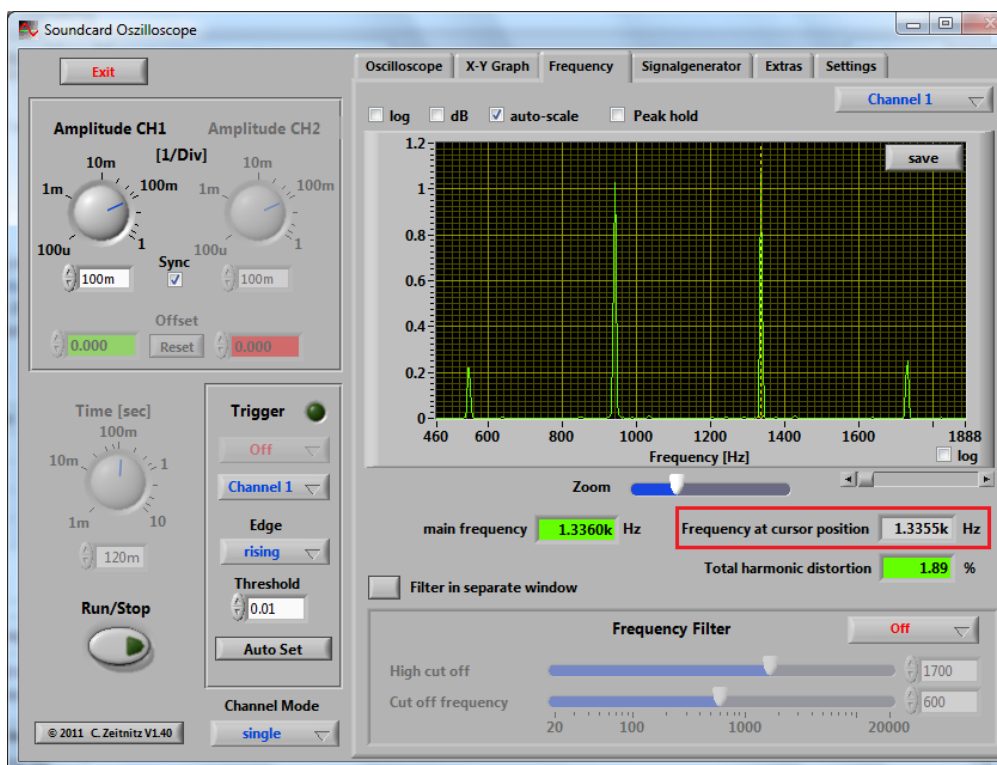 Soundcard Oszilloscope
Exit
Amplitude CH1
Amplitude CH2
[1/Div]
10m
1m
100m
100u
1
10m
1m
100m
100u
1
Sync
100m
100m
Offset
0.000
Reset
0.000
Time [sec]
100m
10m
1
1m
10
120m
Run/Stop
© 2011 C. Zeitnitz V1.40
Trigger
Off
Channel 1
Edge
rising
Threshold
0.01
Auto Set
Channel Mode
single
Oscilloscope
X-Y Graph
Frequency
Signalgenerator
Extras
Settings
Channel 1
log
dB
auto-scale
Peak hold
save
1.2
1
0.8
0.6
0.4
0.2
0
460
600
800
1000
1200
1400
1600
1888
Frequency [Hz]
log
Zoom
main frequency 1.3360k Hz
Frequency at cursor position 1.3355k Hz
Total harmonic distortion 1.89 %
Filter in separate window
Frequency Filter
Off
High cut off
1700
Cut off frequency
600
20
100
1000
20000